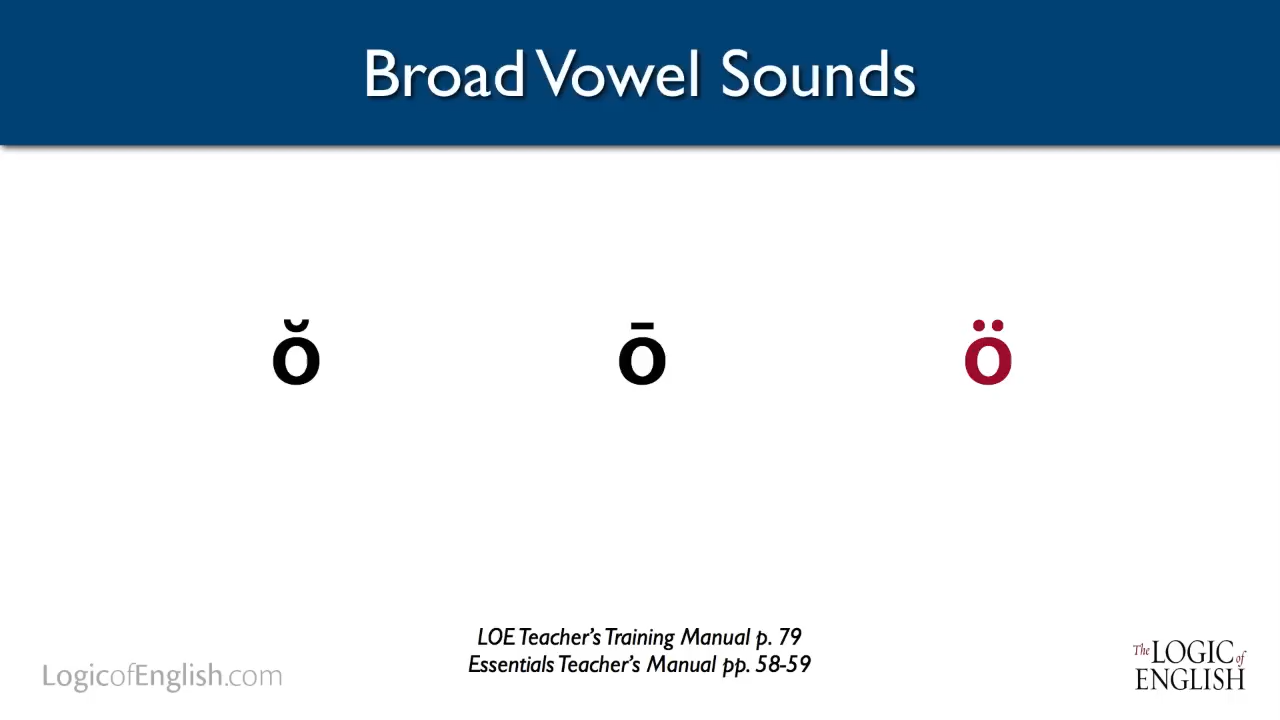 Broad Vowel Sounds
ŏ ō ö
LOE Teacher's Training Manual p. 79
Essentials Teacher's Manual pp. 58-59
LogicofEnglish.com
The LOGIC of
ENGLISH